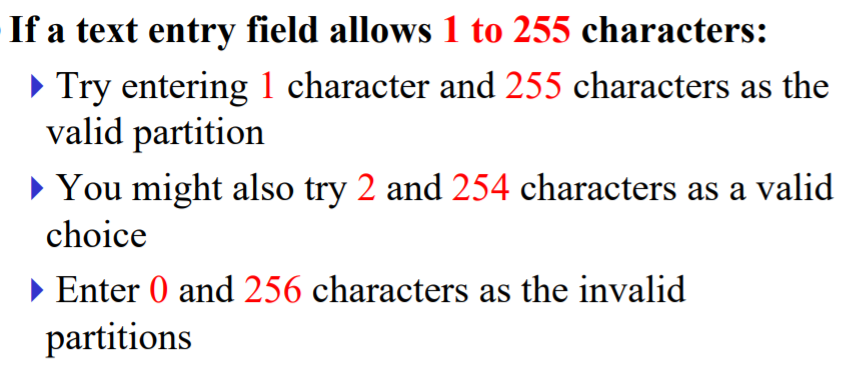 If a text entry field allows 1 to 255 characters:
Try entering 1 character and 255 characters as the
valid partition
You might also try 2 and 254 characters as a valid
choice
Enter 0 and 256 characters as the invalid
partitions